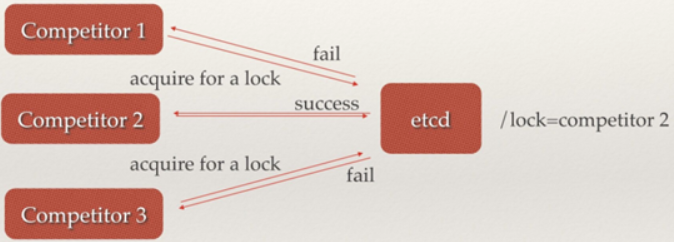 Competitor 1
fail
acquire for a lock
success
Competitor 2
etcd
/lock=competitor 2
acquire for a lock
fail
Competitor 3